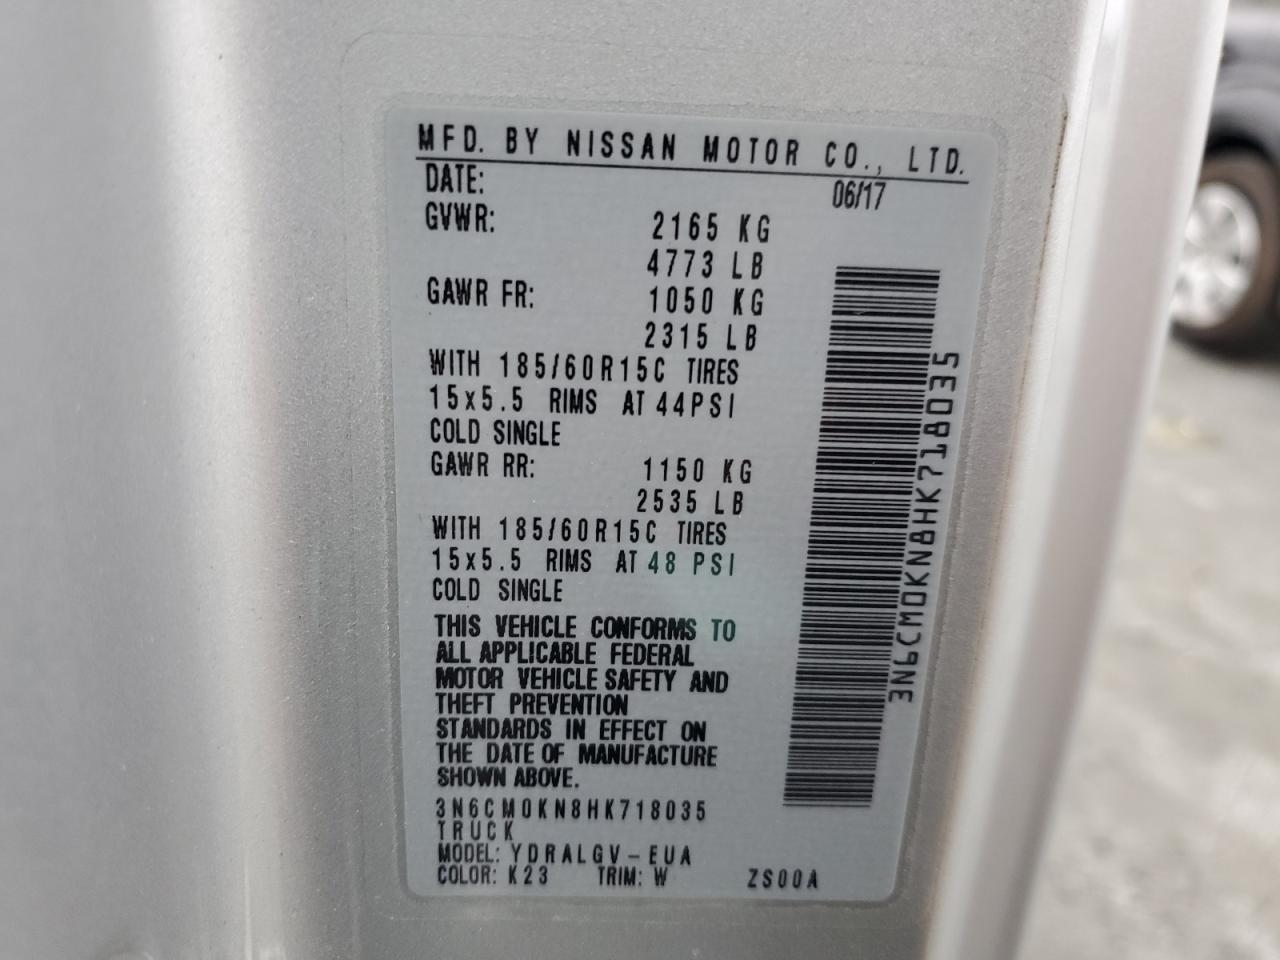 MFD. BY NISSAN MOTOR CO., LTD.
DATE: 06/17
GVWR: 2165 KG
4773 LB
GAWR FR: 1050 KG
2315 LB
WITH 185/60R15C TIRES
15x5.5 RIMS AT 44PSI
COLD SINGLE
GAWR RR: 1150 KG
2535 LB
WITH 185/60R15C TIRES
15x5.5 RIMS AT 48 PSI
COLD SINGLE
THIS VEHICLE CONFORMS TO
ALL APPLICABLE FEDERAL
MOTOR VEHICLE SAFETY AND
THEFT PREVENTION
STANDARDS IN EFFECT ON
THE DATE OF MANUFACTURE
SHOWN ABOVE.
3N6CM0KN8HK718035
TRUCK
MODEL: YDRALGV-EUA
COLOR: K23 TRIM: W ZS00A
3N6CM0KN8HK718035